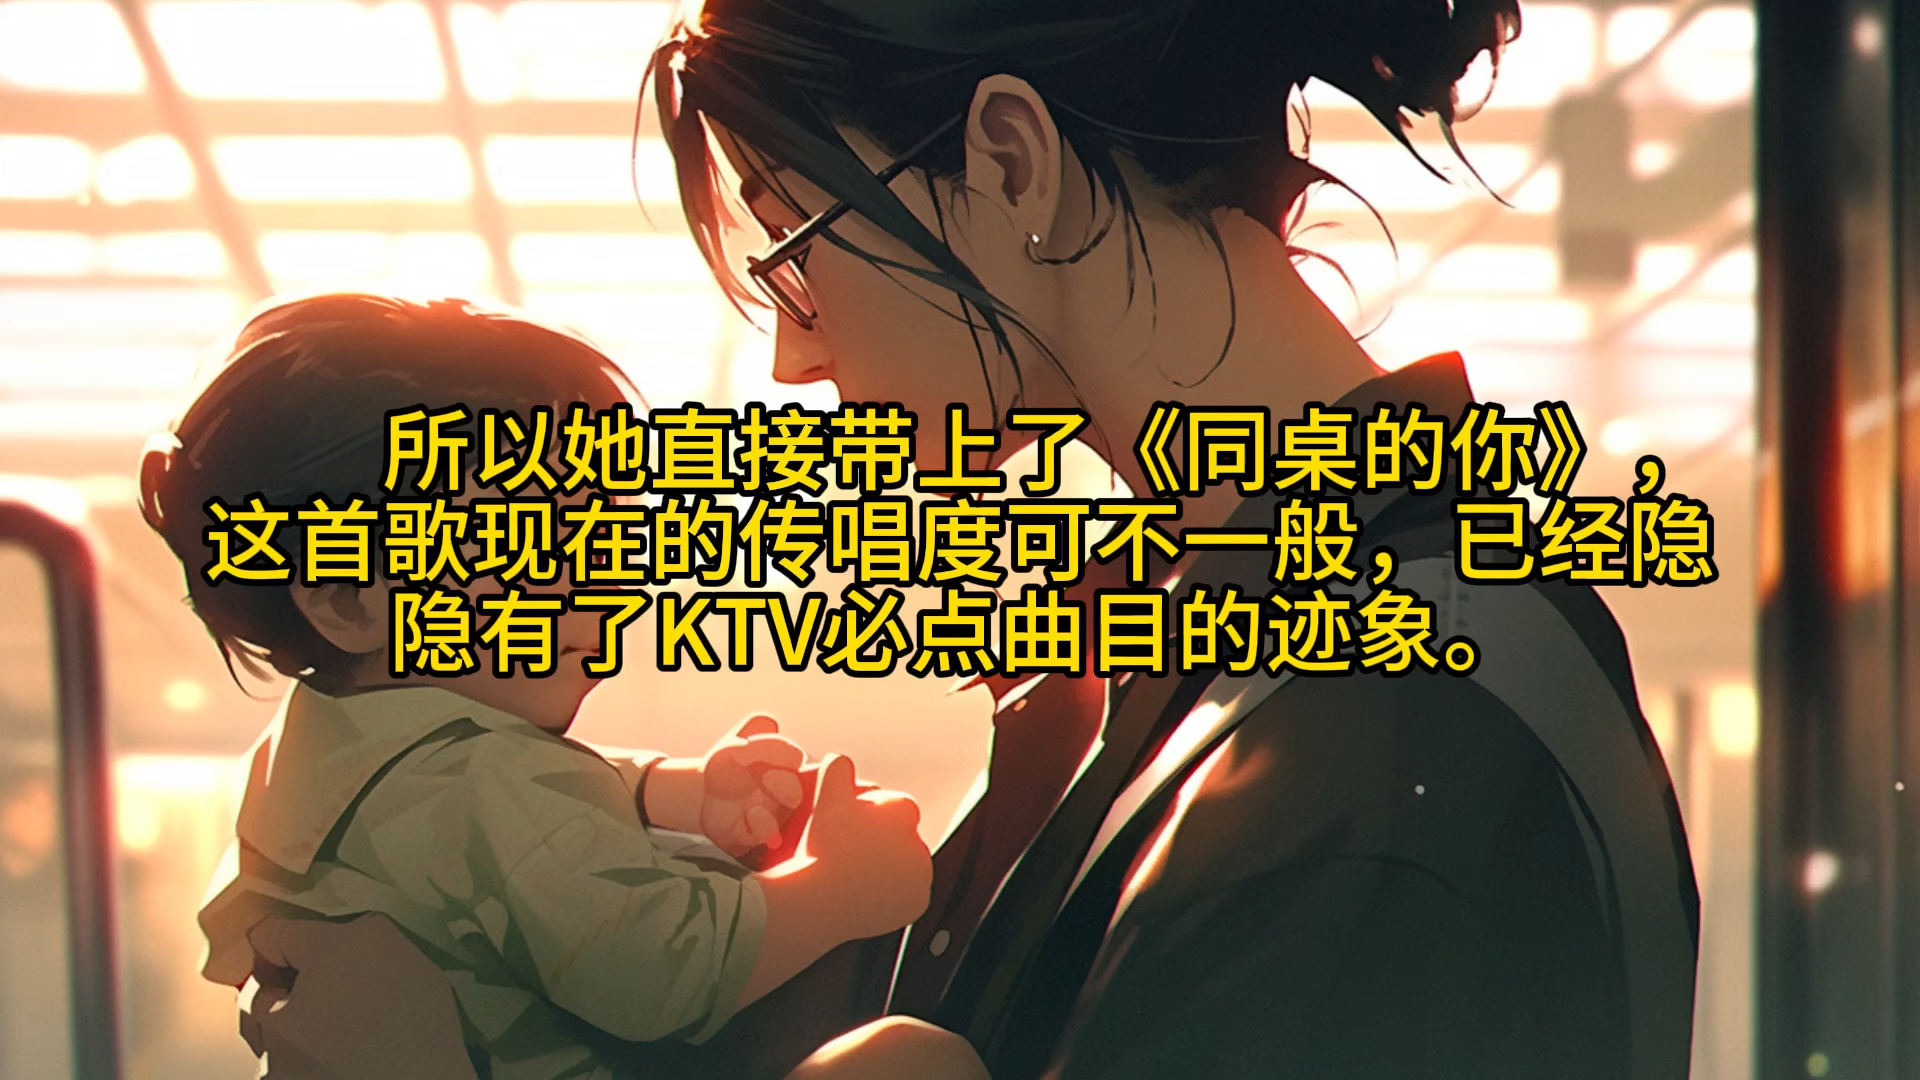 所以她直接带上了《同桌的你》，
这首歌现在的传唱度可不一般，已经隐
隐有了KTV必点曲目的迹象。